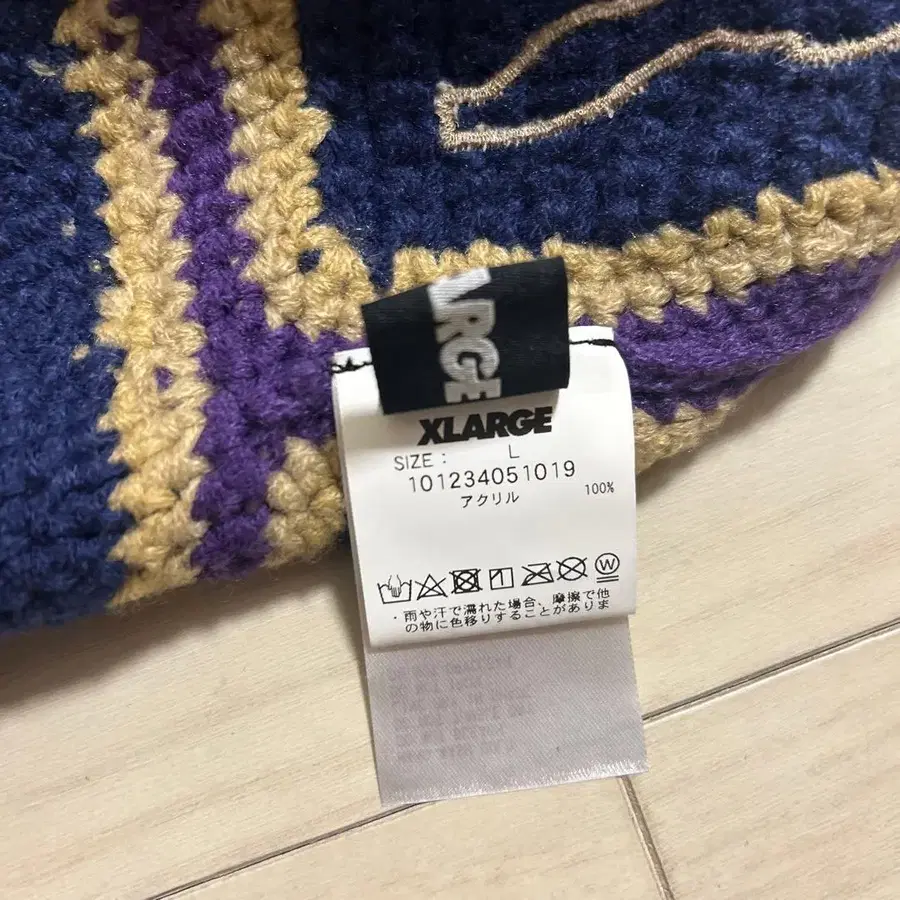 ARGE
XLARGE
SIZE : L
101234051019
アクリル 100%
W
・雨や汗で濡れた場合、摩擦で他
の物に色移りすることがありま